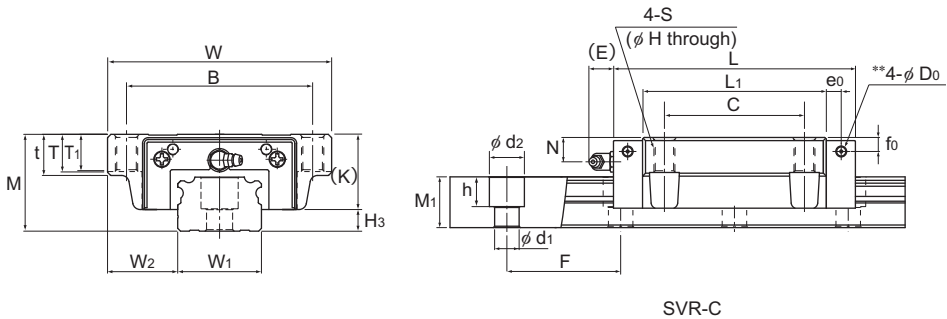 W
B
t
T
T1
M
(K)
H3
W2
W1
4-S
(φ H through)
(E)
L
L1
e0
**4-φ D0
C
N
f0
φ d2
h
M1
φ d1
F
SVR-C